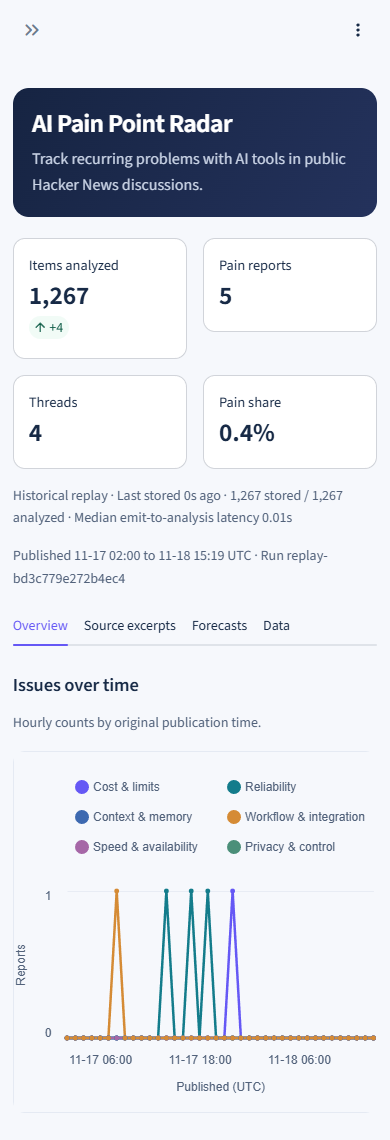 AI Pain Point Radar
Track recurring problems with AI tools in public
Hacker News discussions.
Items analyzed
1,267
↑ +4
Pain reports
5
Threads
4
Pain share
0.4%
Historical replay · Last stored 0s ago · 1,267 stored / 1,267
analyzed · Median emit-to-analysis latency 0.01s
Published 11-17 02:00 to 11-18 15:19 UTC · Run replay-
bd3c779e272b4ec4
Overview Source excerpts Forecasts Data
Issues over time
Hourly counts by original publication time.
Cost & limits Reliability
Context & memory Workflow & integration
Speed & availability Privacy & control
1
Reports
0
11-17 06:00 11-17 18:00 11-18 06:00
Published (UTC)